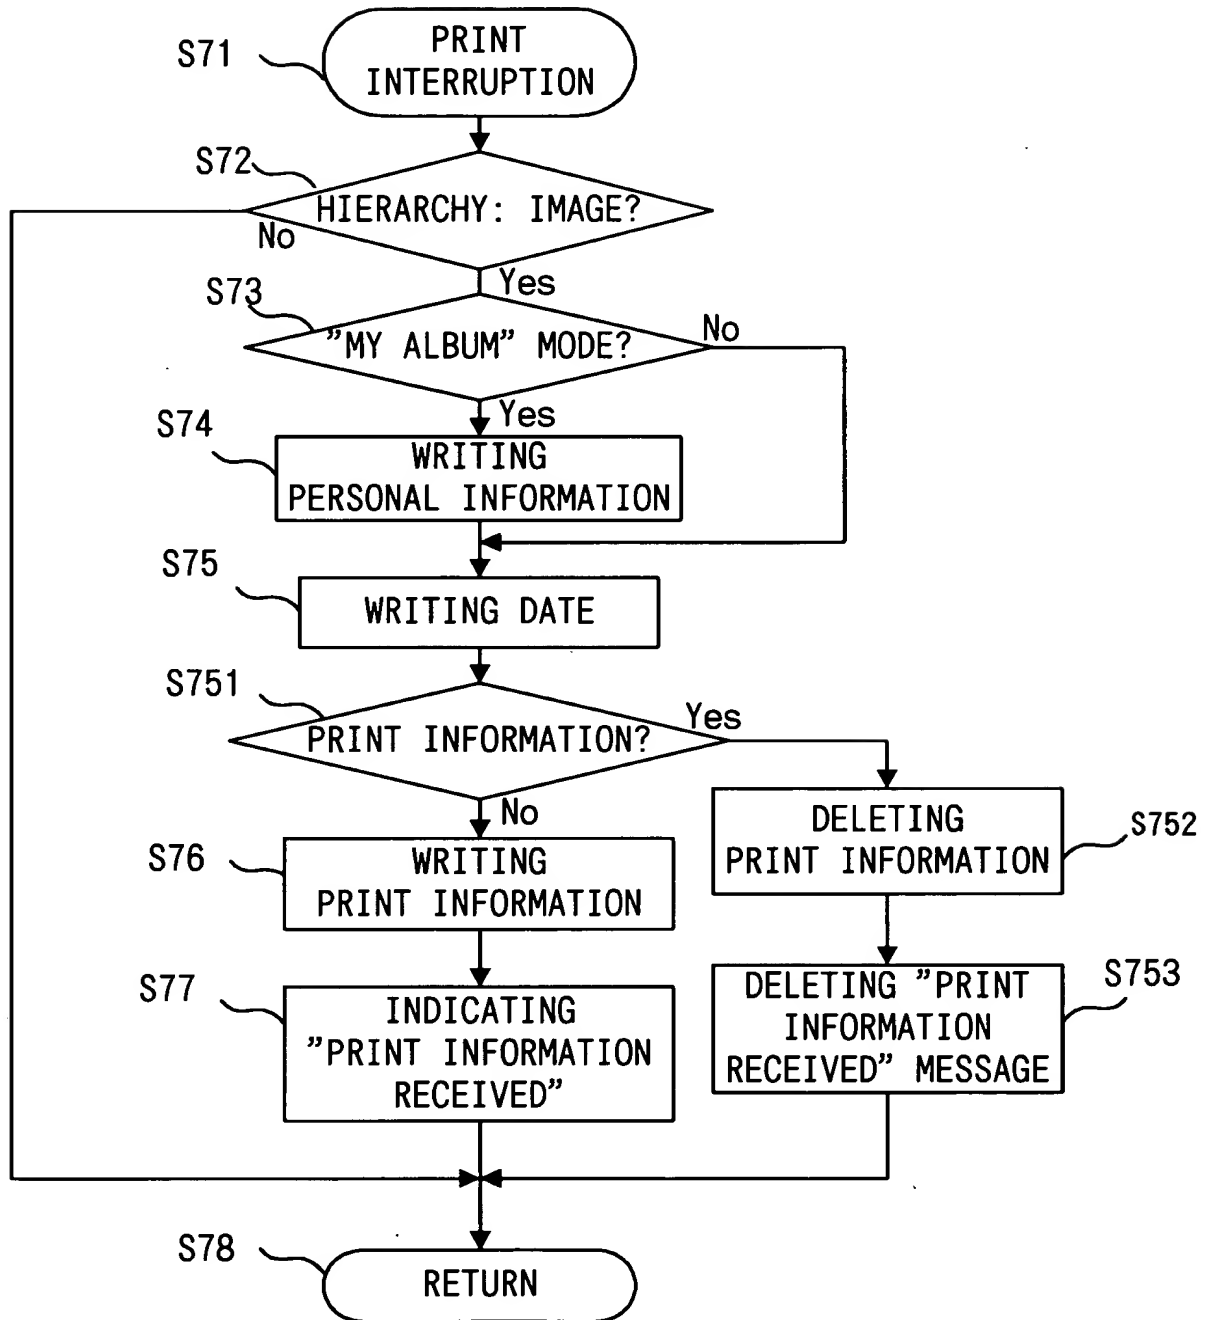 S71
PRINT
INTERRUPTION
S72
HIERARCHY: IMAGE?
No
Yes
S73
”MY ALBUM” MODE?
No
Yes
S74
WRITING
PERSONAL INFORMATION
S75
WRITING DATE
S751
PRINT INFORMATION?
Yes
No
S76
WRITING
PRINT INFORMATION
DELETING
PRINT INFORMATION
S752
S77
INDICATING
”PRINT INFORMATION
RECEIVED”
DELETING ”PRINT
INFORMATION
RECEIVED” MESSAGE
S753
S78
RETURN